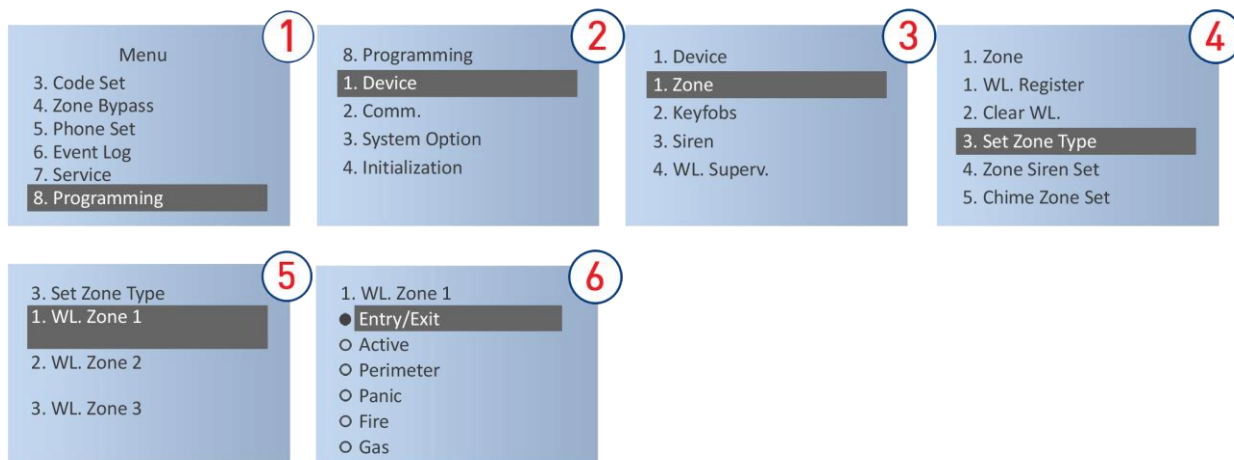 1
Menu
3. Code Set
4. Zone Bypass
5. Phone Set
6. Event Log
7. Service
8. Programming
2
8. Programming
1. Device
2. Comm.
3. System Option
4. Initialization
3
1. Device
1. Zone
2. Keyfobs
3. Siren
4. WL. Superv.
4
1. Zone
1. WL. Register
2. Clear WL.
3. Set Zone Type
4. Zone Siren Set
5. Chime Zone Set
5
3. Set Zone Type
1. WL. Zone 1
2. WL. Zone 2
3. WL. Zone 3
6
1. WL. Zone 1
Entry/Exit
Active
Perimeter
Panic
Fire
Gas